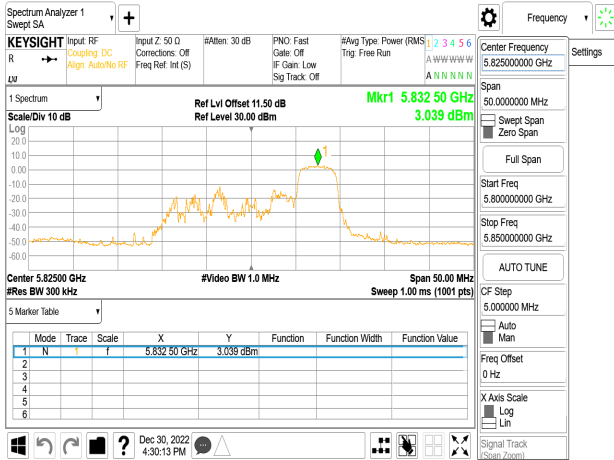 Spectrum Analyzer 1
Swept SA
Frequency
Settings
KEYSIGHT
R
LXI
Input: RF
Coupling: DC
Align: Auto/No RF
Input Z: 50 Ω
Corrections: Off
Freq Ref: Int (S)
#Atten: 30 dB
PNO: Fast
Gate: Off
IF Gain: Low
Sig Track: Off
#Avg Type: Power (RMS
Trig: Free Run
1 2 3 4 5 6
A W W W W W
A N N N N N
1 Spectrum
Scale/Div 10 dB
Ref Lvl Offset 11.50 dB
Ref Level 30.00 dBm
Mkr1 5.832 50 GHz
3.039 dBm
Log
20.0
10.0
0.00
-10.0
-20.0
-30.0
-40.0
-50.0
-60.0
1
Center 5.82500 GHz
#Res BW 300 kHz
#Video BW 1.0 MHz
Span 50.00 MHz
Sweep 1.00 ms (1001 pts)
5 Marker Table
Mode Trace Scale X Y Function Function Width Function Value
1 N 1 f 5.832 50 GHz 3.039 dBm
2
3
4
5
6
Dec 30, 2022
4:30:13 PM
Center Frequency
5.825000000 GHz
Span
50.0000000 MHz
Swept Span
Zero Span
Full Span
Start Freq
5.800000000 GHz
Stop Freq
5.850000000 GHz
AUTO TUNE
CF Step
5.000000 MHz
Auto
Man
Freq Offset
0 Hz
X Axis Scale
Log
Lin
Signal Track
(Span Zoom)